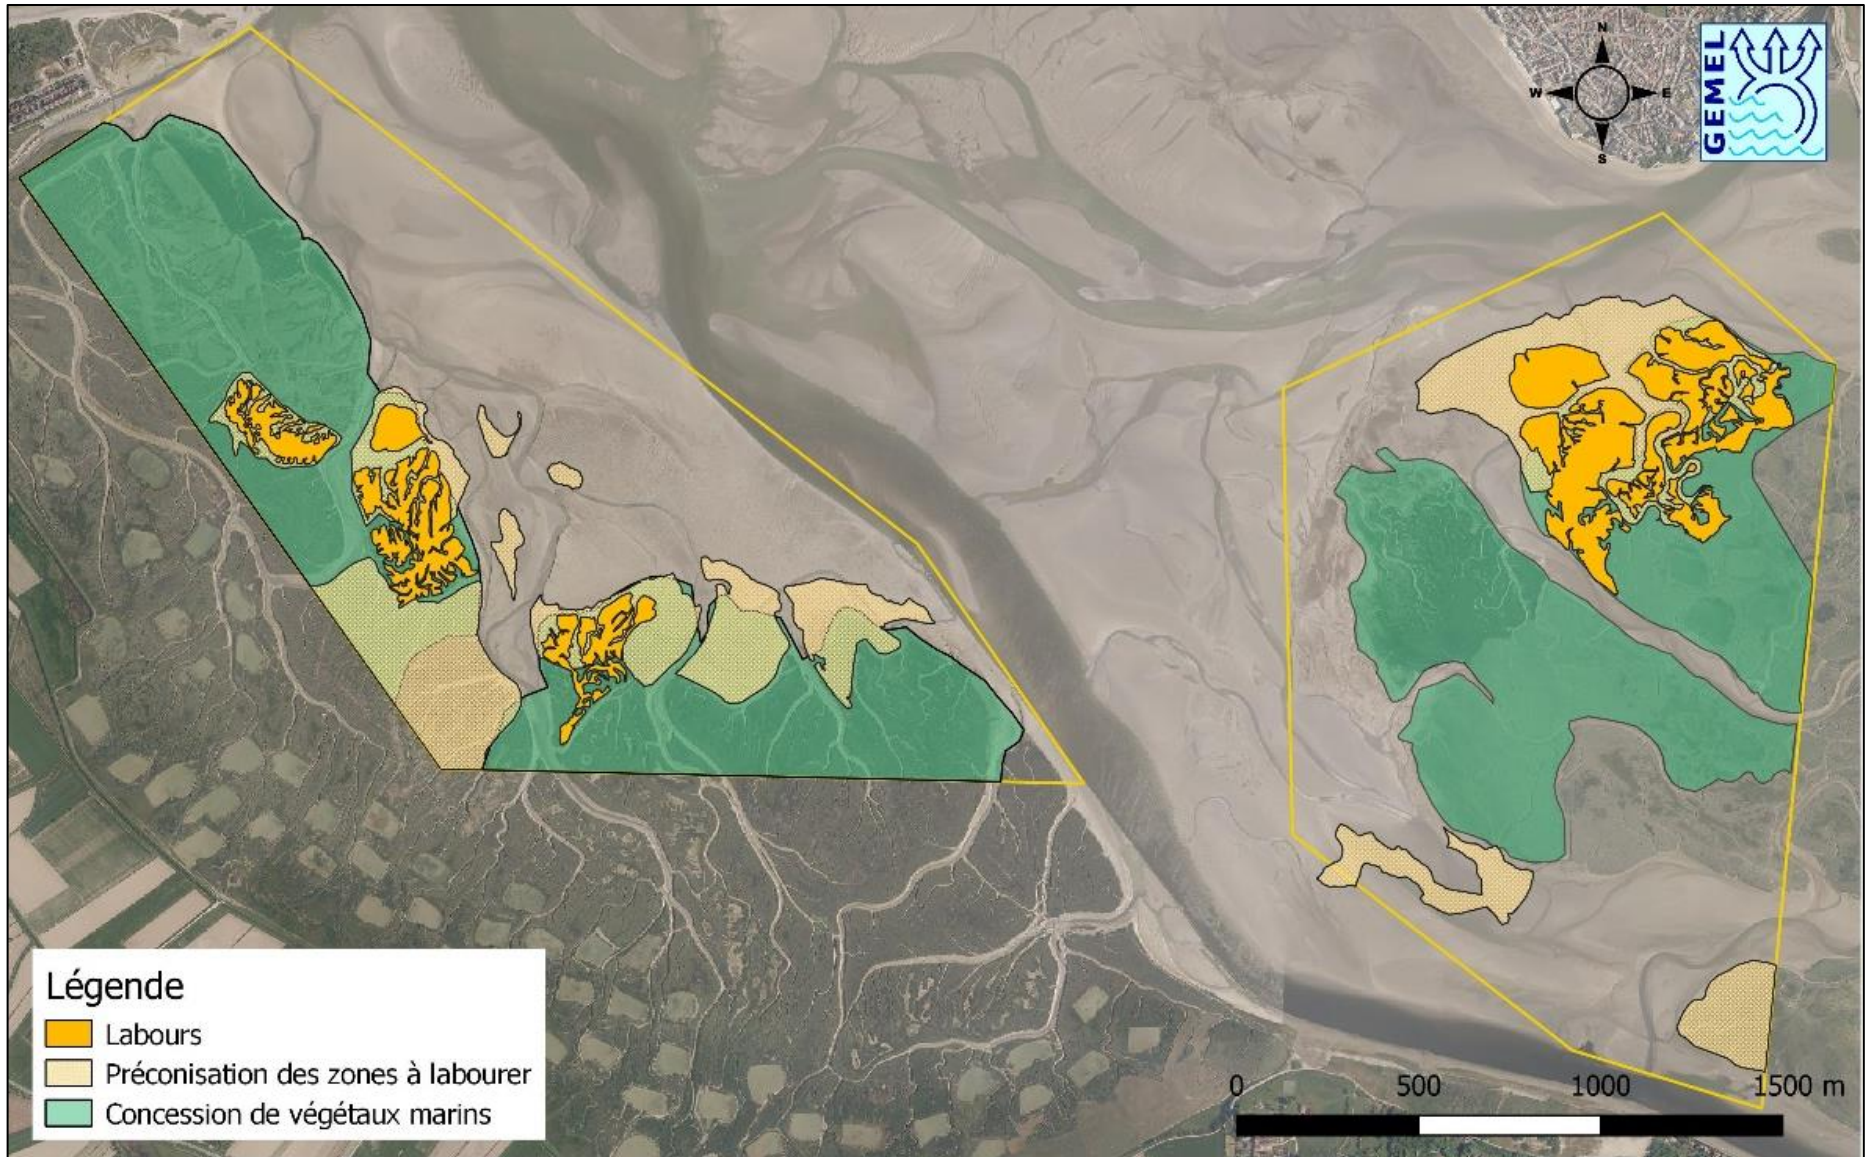 N
W E
S
GEMEL
Légende
Labours
Préconisation des zones à labourer
Concession de végétaux marins
0 500 1000 1500 m